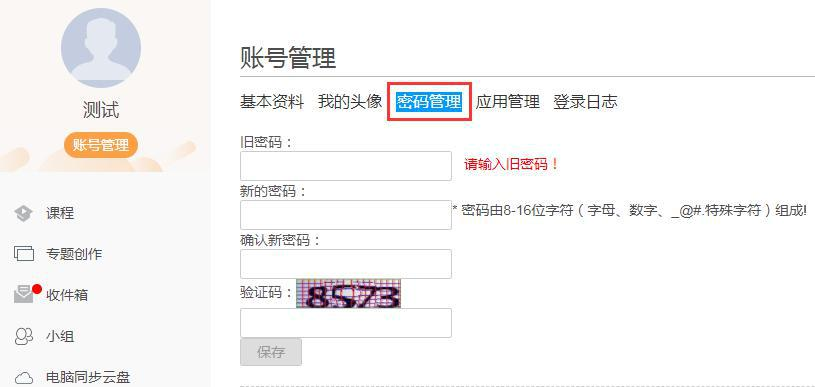 测试
账号管理
课程
专题创作
收件箱
小组
电脑同步云盘
账号管理
基本资料 我的头像 密码管理 应用管理 登录日志
旧密码：
请输入旧密码！
新的密码：
* 密码由8-16位字符（字母、数字、_@#.特殊字符）组成!
确认新密码：
验证码： 8573
保存